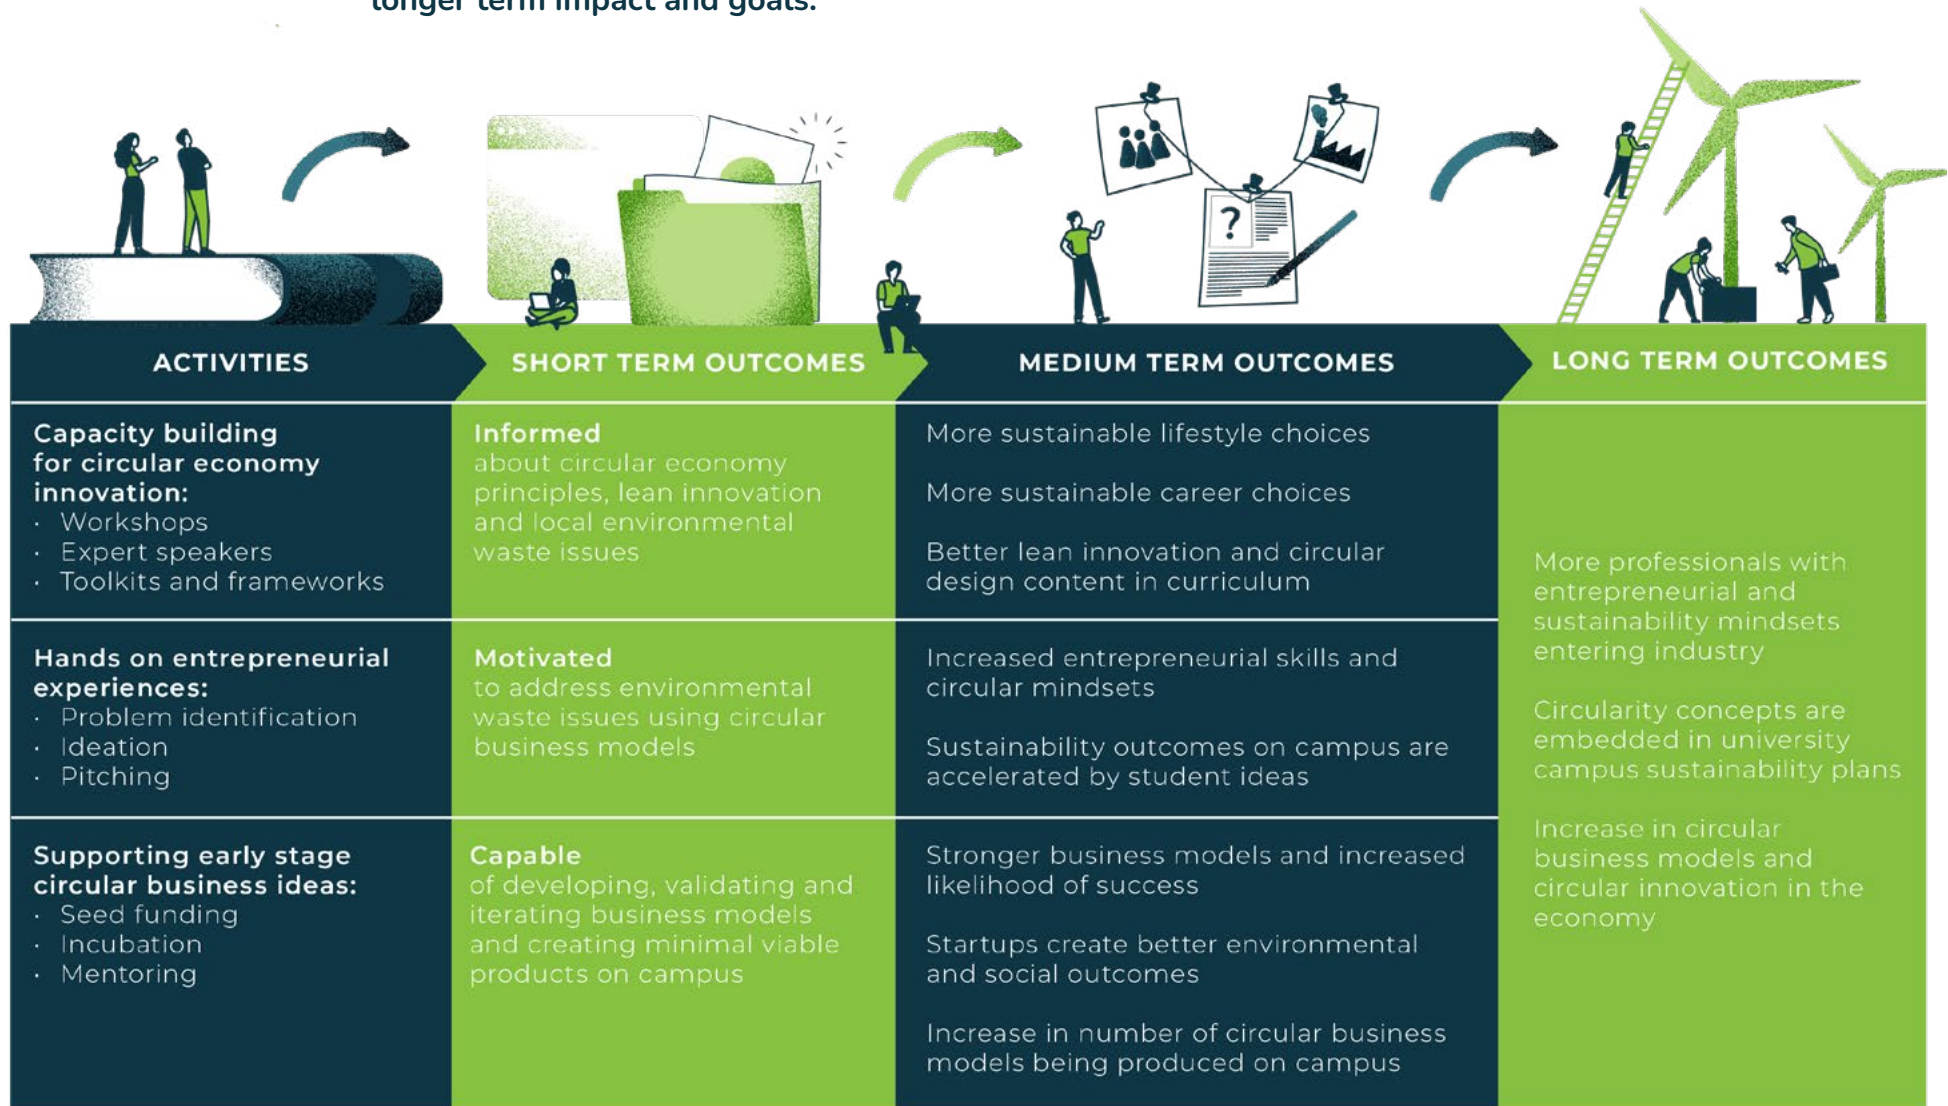 longer term impact and goals.
?
ACTIVITIES
SHORT TERM OUTCOMES
MEDIUM TERM OUTCOMES
LONG TERM OUTCOMES
Capacity building
for circular economy
innovation:
· Workshops
· Expert speakers
· Toolkits and frameworks
Informed
about circular economy
principles, lean innovation
and local environmental
waste issues
More sustainable lifestyle choices
More sustainable career choices
Better lean innovation and circular
design content in curriculum
Hands on entrepreneurial
experiences:
· Problem identification
· Ideation
· Pitching
Motivated
to address environmental
waste issues using circular
business models
Increased entrepreneurial skills and
circular mindsets
Sustainability outcomes on campus are
accelerated by student ideas
Supporting early stage
circular business ideas:
· Seed funding
· Incubation
· Mentoring
Capable
of developing, validating and
iterating business models
and creating minimal viable
products on campus
Stronger business models and increased
likelihood of success
Startups create better environmental
and social outcomes
Increase in number of circular business
models being produced on campus
More professionals with
entrepreneurial and
sustainability mindsets
entering industry
Circularity concepts are
embedded in university
campus sustainability plans
Increase in circular
business models and
circular innovation in the
economy